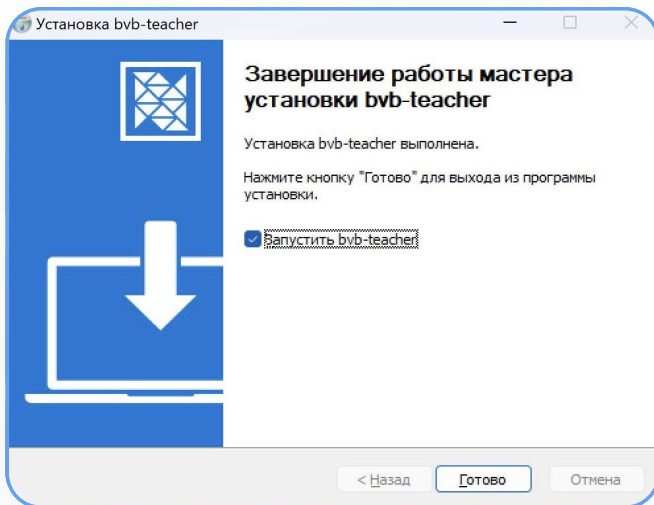 Установка bvb-teacher
Завершение работы мастера
установки bvb-teacher
Установка bvb-teacher выполнена.
Нажмите кнопку "Готово" для выхода из программы
установки.
Запустить bvb-teacher
< Назад
Готово
Отмена